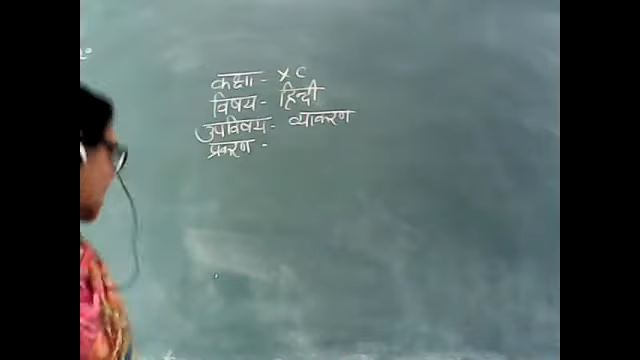 कक्षा - X C
विषय - हिन्दी
उपविषय - व्याकरण
प्रकरण -